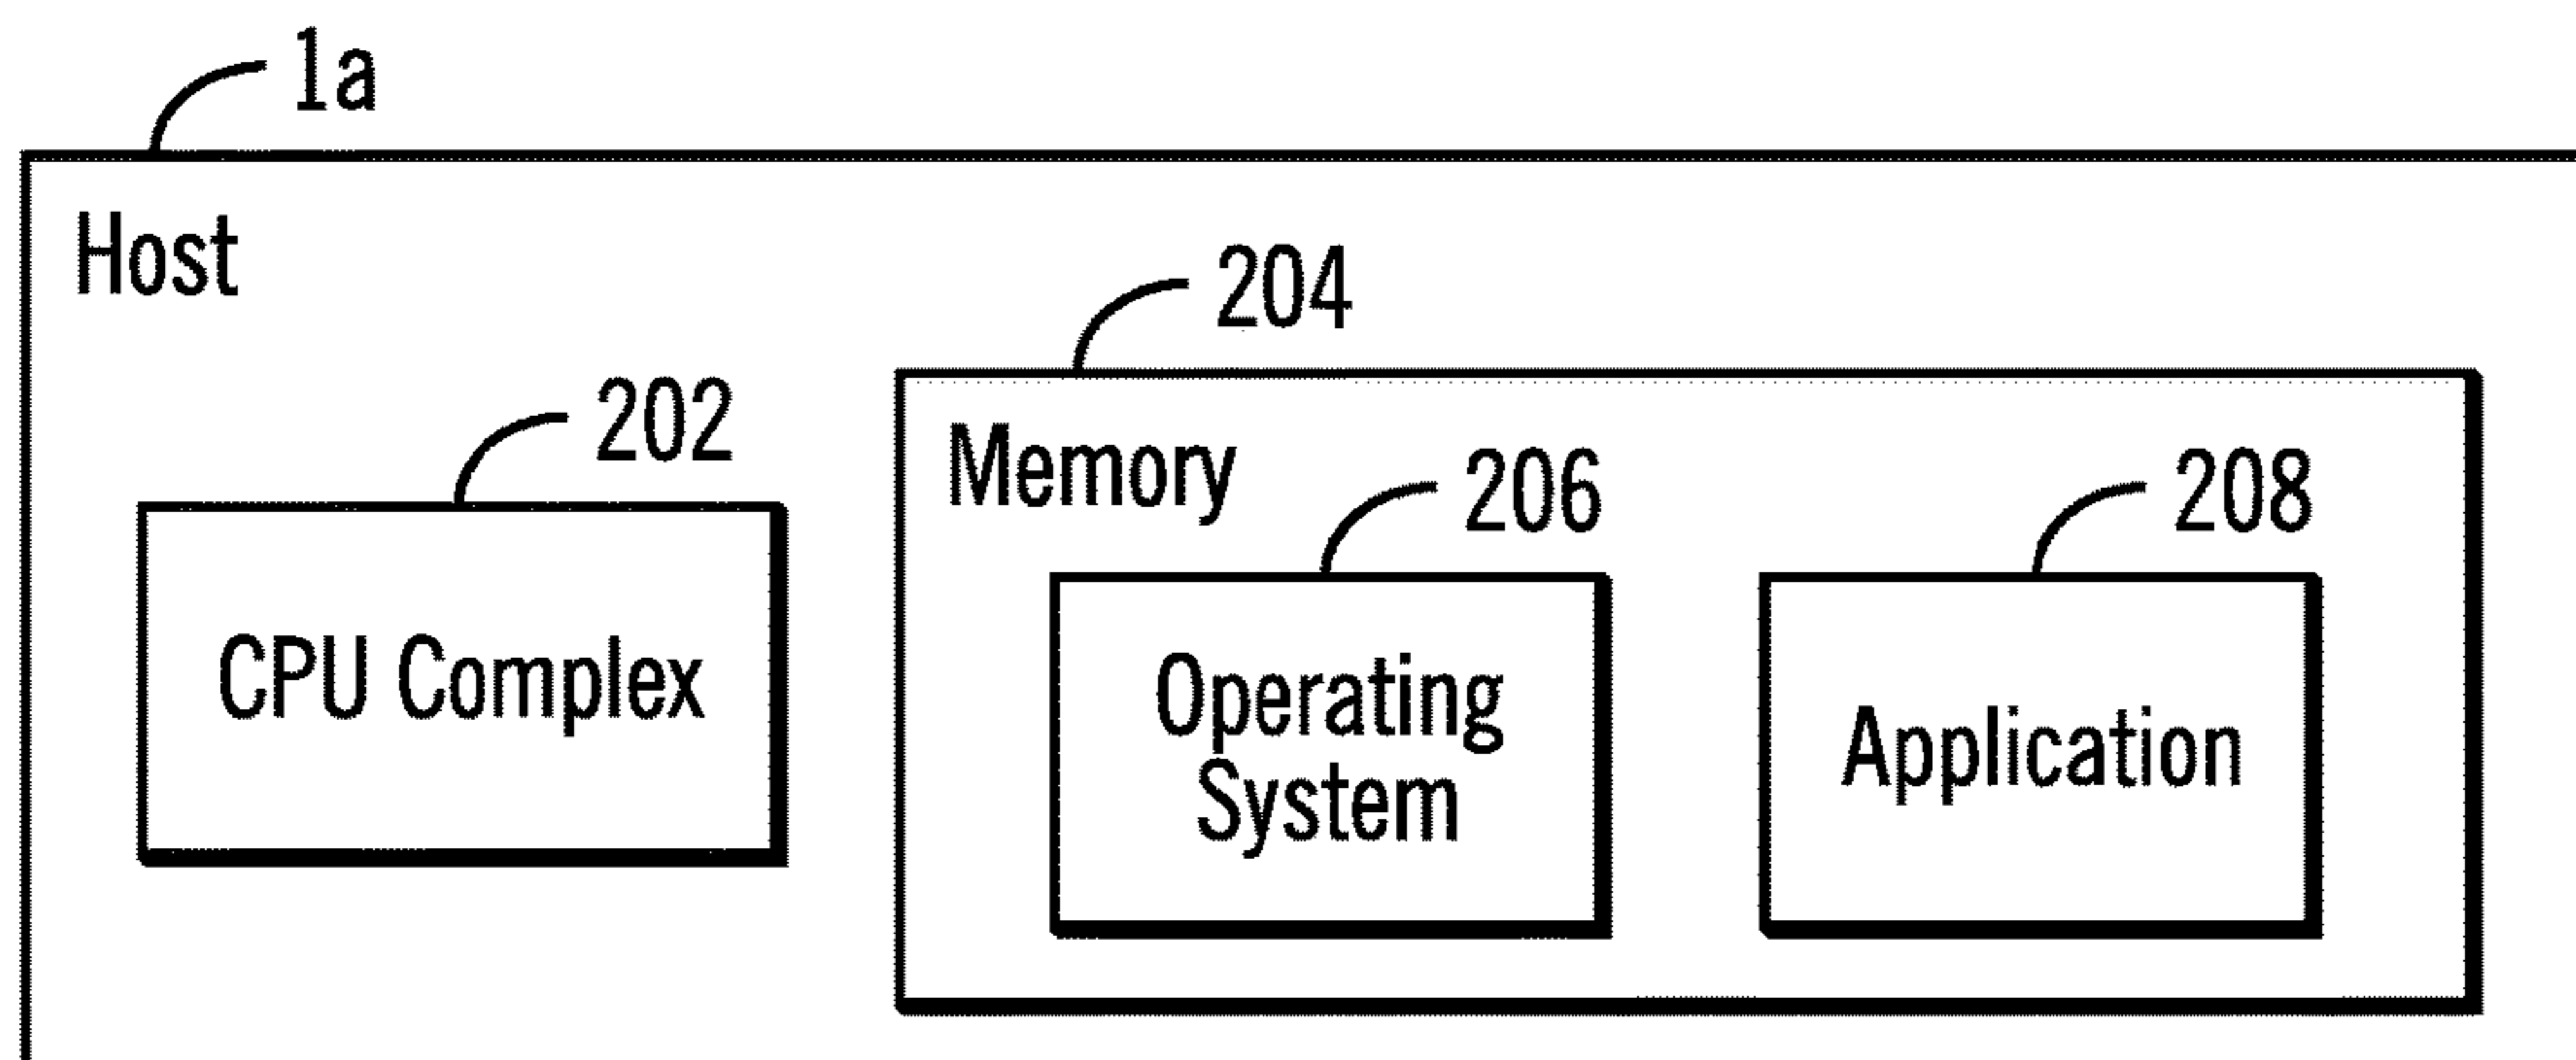 1a
Host
204
202
Memory
206
208
CPU Complex
Operating
System
Application